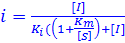 i = [I] / K_i((1+K_m/[S])+[I]